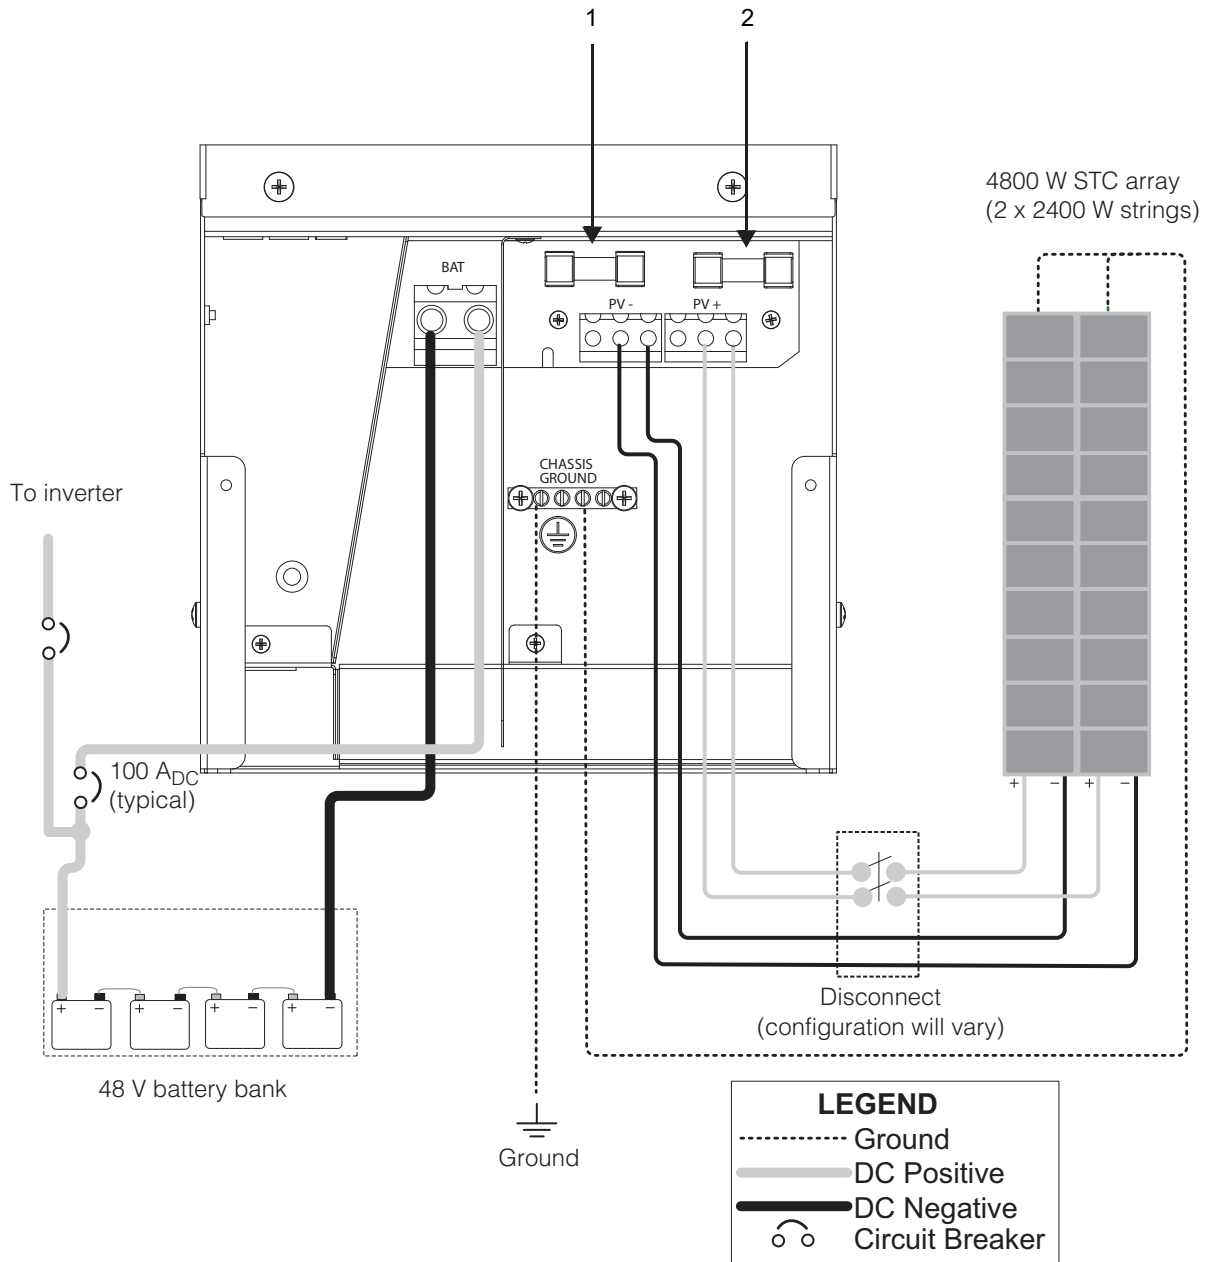 1
2
4800 W STC array
(2 x 2400 W strings)
BAT
PV -
PV +
CHASSIS
GROUND
To inverter
100 ADC
(typical)
+ - + -
Disconnect
(configuration will vary)
+ - + - + - + -
48 V battery bank
Ground
LEGEND
Ground
DC Positive
DC Negative
Circuit Breaker